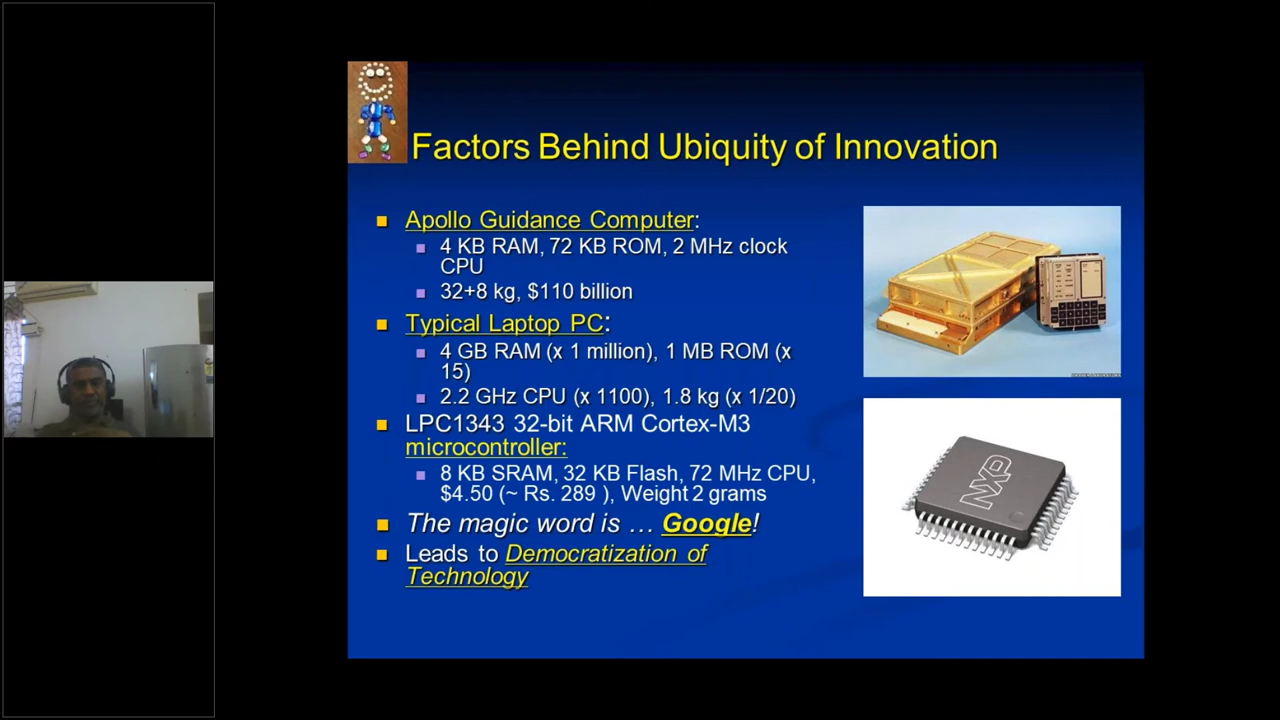 Factors Behind Ubiquity of Innovation
Apollo Guidance Computer:
4 KB RAM, 72 KB ROM, 2 MHz clock
CPU
32+8 kg, $110 billion
Typical Laptop PC:
4 GB RAM (x 1 million), 1 MB ROM (x
15)
2.2 GHz CPU (x 1100), 1.8 kg (x 1/20)
LPC1343 32-bit ARM Cortex-M3
microcontroller:
8 KB SRAM, 32 KB Flash, 72 MHz CPU,
$4.50 (~ Rs. 289 ), Weight 2 grams
The magic word is … Google!
Leads to Democratization of
Technology
NXP